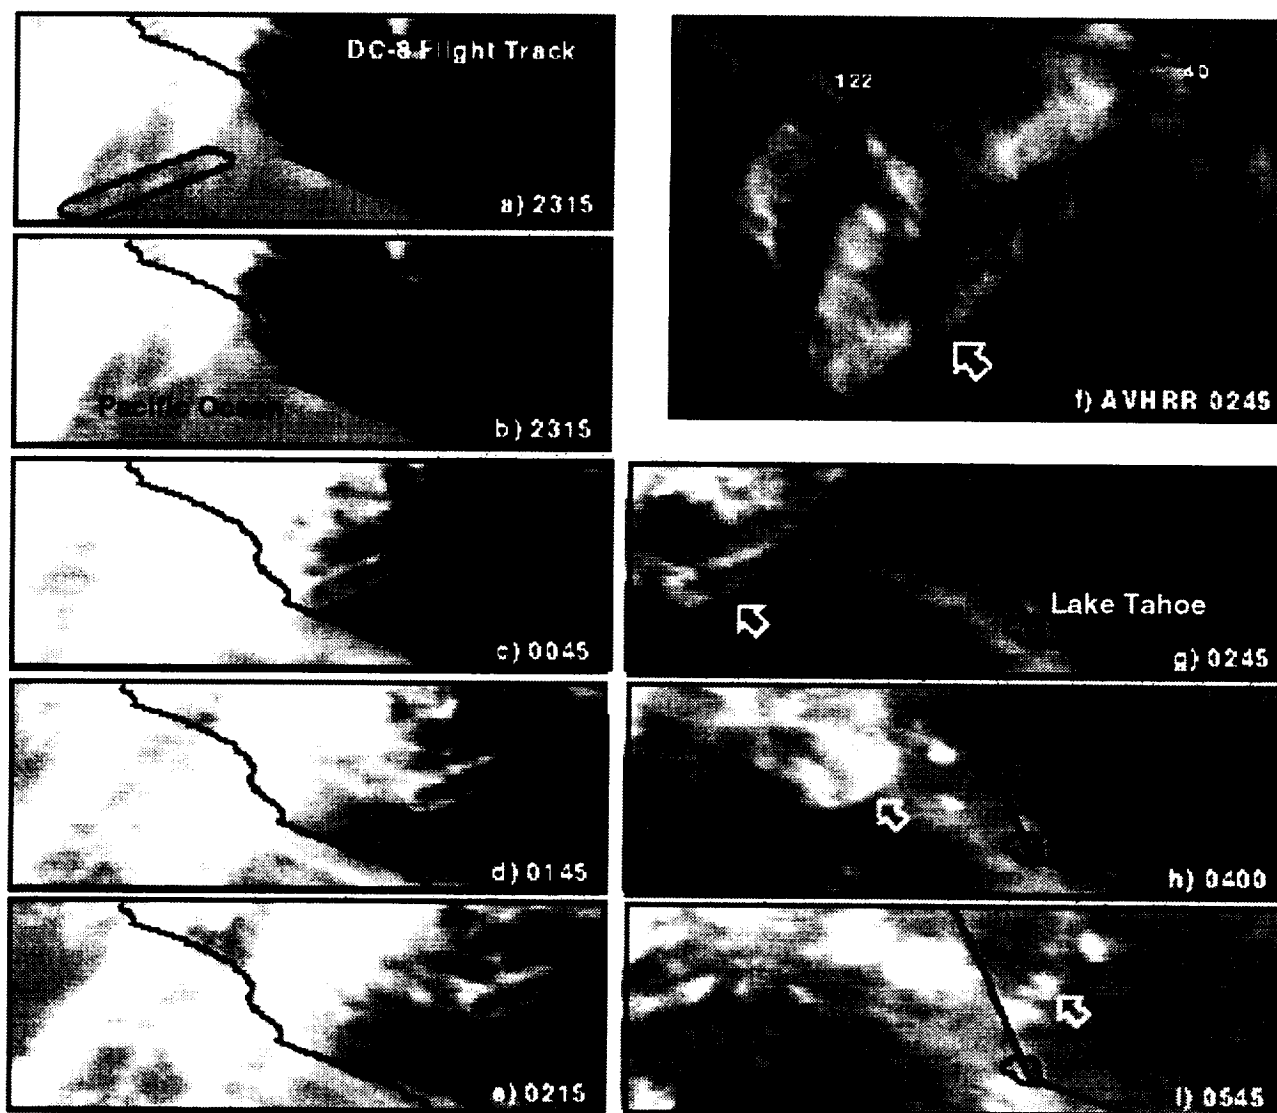 DC-8 Flight Track
a) 2315
Pacific Ocean
b) 2315
c) 0045
d) 0145
e) 0215
122
40
f) AVHRR 0245
Lake Tahoe
g) 0245
h) 0400
i) 0545